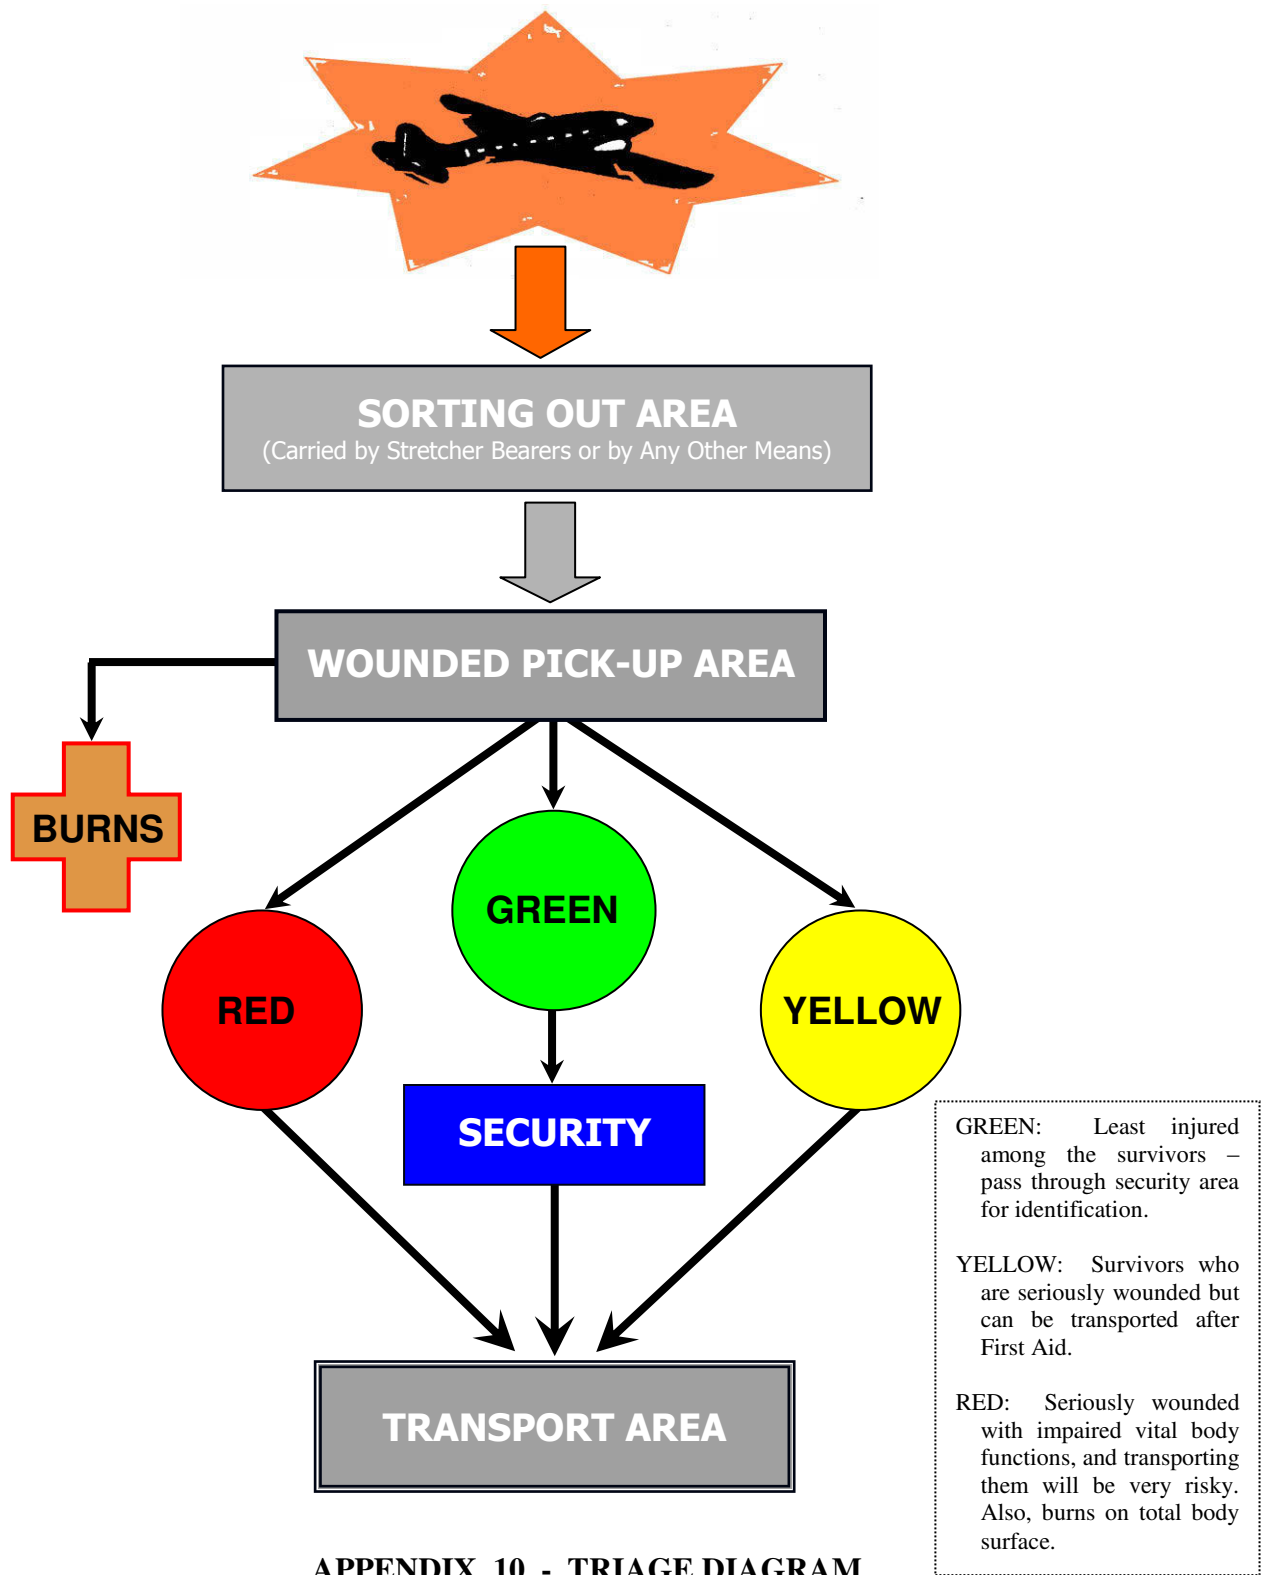 SORTING OUT AREA
(Carried by Stretcher Bearers or by Any Other Means)
WOUNDED PICK-UP AREA
BURNS
GREEN
RED
YELLOW
SECURITY
TRANSPORT AREA
GREEN: Least injured
among the survivors –
pass through security area
for identification.
YELLOW: Survivors who
are seriously wounded but
can be transported after
First Aid.
RED: Seriously wounded
with impaired vital body
functions, and transporting
them will be very risky.
Also, burns on total body
surface.
APPENDIX 10 - TRIAGE DIAGRAM